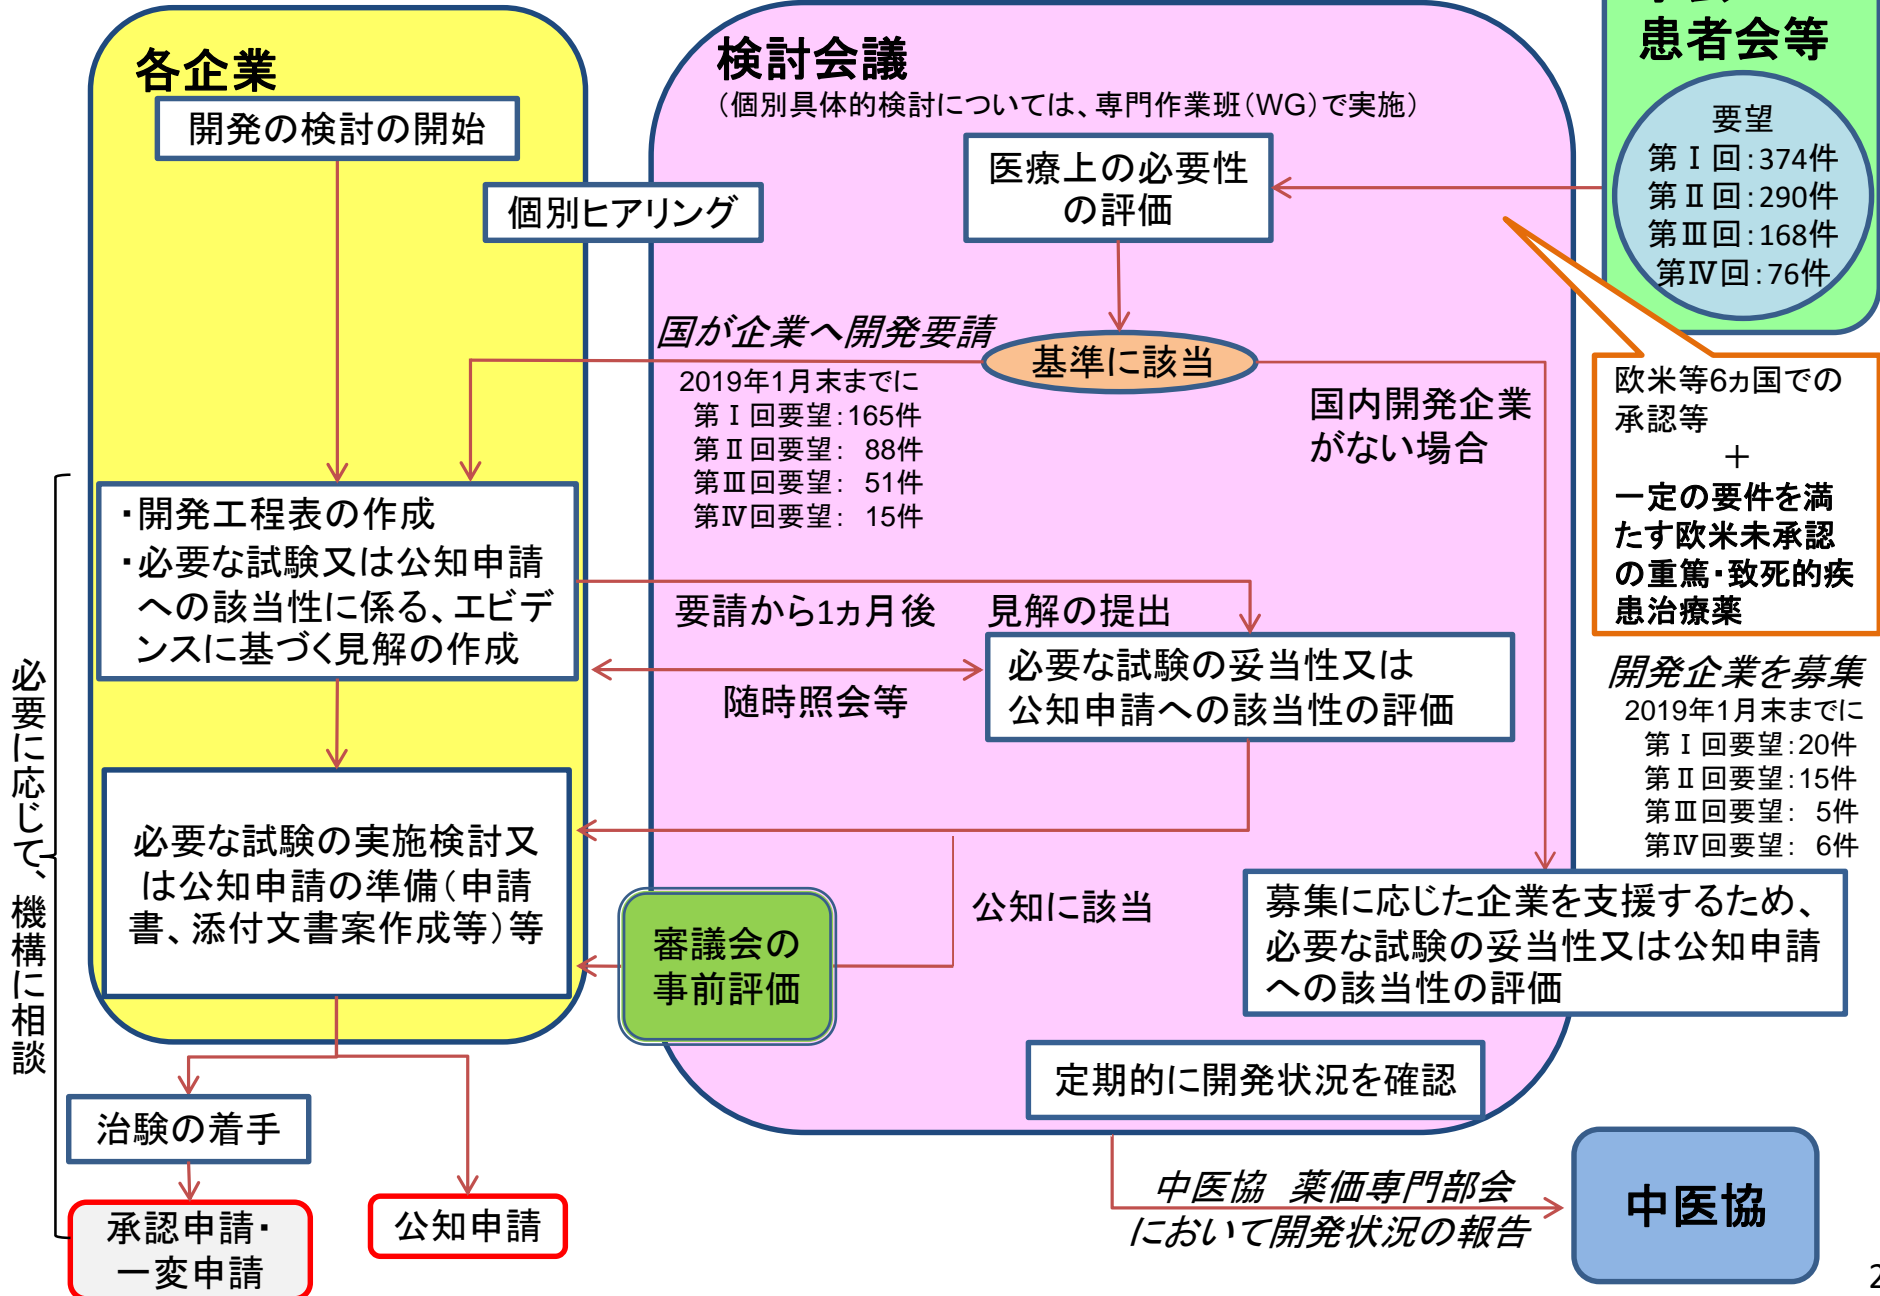 各企業
開発の検討の開始
個別ヒアリング
検討会議
（個別具体的検討については、専門作業班（WG）で実施）
医療上の必要性
の評価
患者会等
要望
第Ⅰ回：374件
第Ⅱ回：290件
第Ⅲ回：168件
第Ⅳ回：76件
国が企業へ開発要請
2019年1月末までに
第Ⅰ回要望：165件
第Ⅱ回要望： 88件
第Ⅲ回要望： 51件
第Ⅳ回要望： 15件
基準に該当
国内開発企業
がない場合
欧米等6ヵ国での
承認等
＋
一定の要件を満
たす欧米未承認
の重篤・致死的疾
患治療薬
・開発工程表の作成
・必要な試験又は公知申請
への該当性に係る、エビデ
ンスに基づく見解の作成
要請から1ヵ月後 見解の提出
随時照会等
必要な試験の妥当性又は
公知申請への該当性の評価
開発企業を募集
2019年1月末までに
第Ⅰ回要望：20件
第Ⅱ回要望：15件
第Ⅲ回要望： 5件
第Ⅳ回要望： 6件
必要に応じて、機構に相談
必要な試験の実施検討又
は公知申請の準備（申請
書、添付文書案作成等）等
審議会の
事前評価
公知に該当
募集に応じた企業を支援するため、
必要な試験の妥当性又は公知申請
への該当性の評価
定期的に開発状況を確認
治験の着手
承認申請・
一変申請
公知申請
中医協 薬価専門部会
において開発状況の報告
中医協